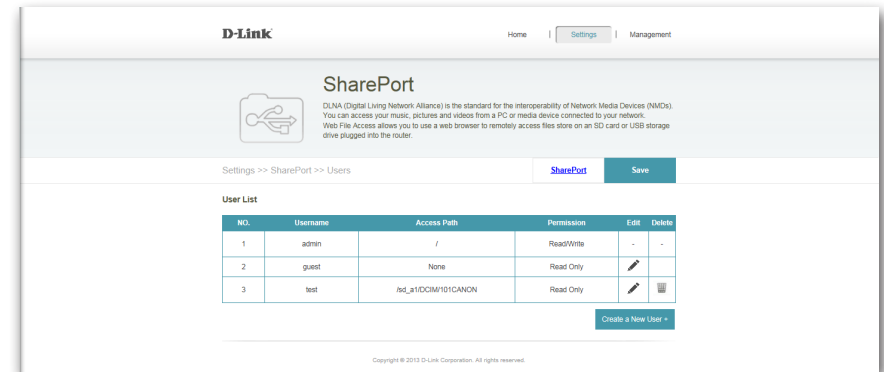 D-Link
Home | Settings | Management
SharePort
DLNA (Digital Living Network Alliance) is the standard for the interoperability of Network Media Devices (NMDs).
You can access your music, pictures and videos from a PC or media device connected to your network.
Web File Access allows you to use a web browser to remotely access files store on an SD card or USB storage
drive plugged into the router.
Settings >> SharePort >> Users
SharePort
Save
User List
NO. Username Access Path Permission Edit Delete
1 admin / Read/Write - -
2 guest None Read Only
3 test /sd_a1/DCIM/101CANON Read Only
Create a New User +
Copyright © 2013 D-Link Corporation. All rights reserved.